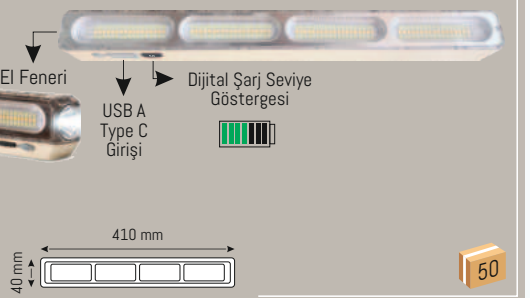 El Feneri
USB A
Type C
Girişi
Dijital Şarj Seviye
Göstergesi
410 mm
40 mm
50